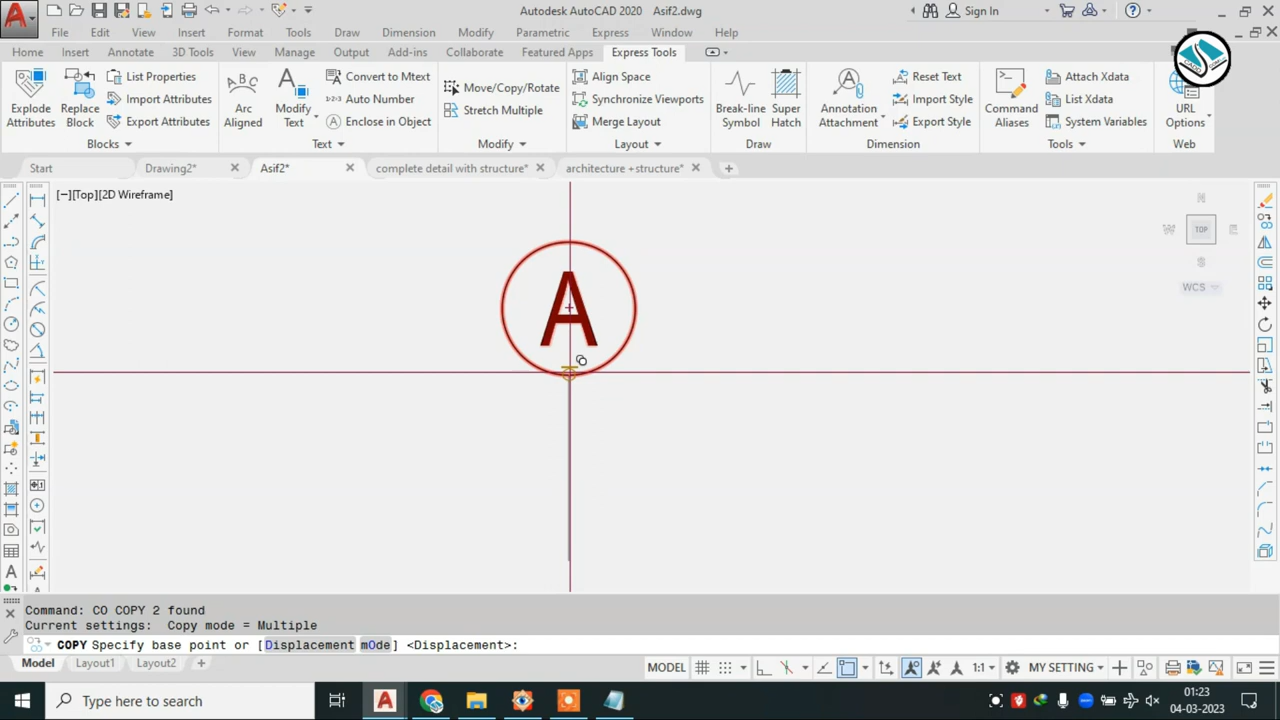 Autodesk AutoCAD 2020 Asif2.dwg
Sign In
File Edit View Insert Format Tools Draw Dimension Modify Parametric Express Window Help
Home Insert Annotation 3D Tools View Manage Output Add-ins Collaborate Featured Apps Express Tools
Explode Attributes
Replace Block
List Properties
Import Attributes
Export Attributes
Blocks
Arc Aligned
Modify Text
Convert to Mtext
Auto Number
Enclose in Object
Text
Move/Copy/Rotate
Stretch Multiple
Modify
Align Space
Synchronize Viewports
Merge Layout
Layout
Break-line Symbol
Super Hatch
Draw
Annotation Attachment
Reset Text
Import Style
Export Style
Dimension
Command Aliases
Attach Xdata
List Xdata
System Variables
Tools
URL Options
Web
Start Drawing2* Asif2* complete detail with structure* architecture +structure*
[−][Top][2D Wireframe]
TOP
WCS
A
Command: CO COPY 2 found
Current settings: Copy mode = Multiple
COPY Specify base point or [Displacement mOde] <Displacement>:
Model Layout1 Layout2
MODEL 1:1 MY SETTING
Type here to search
01:23
04-03-2023